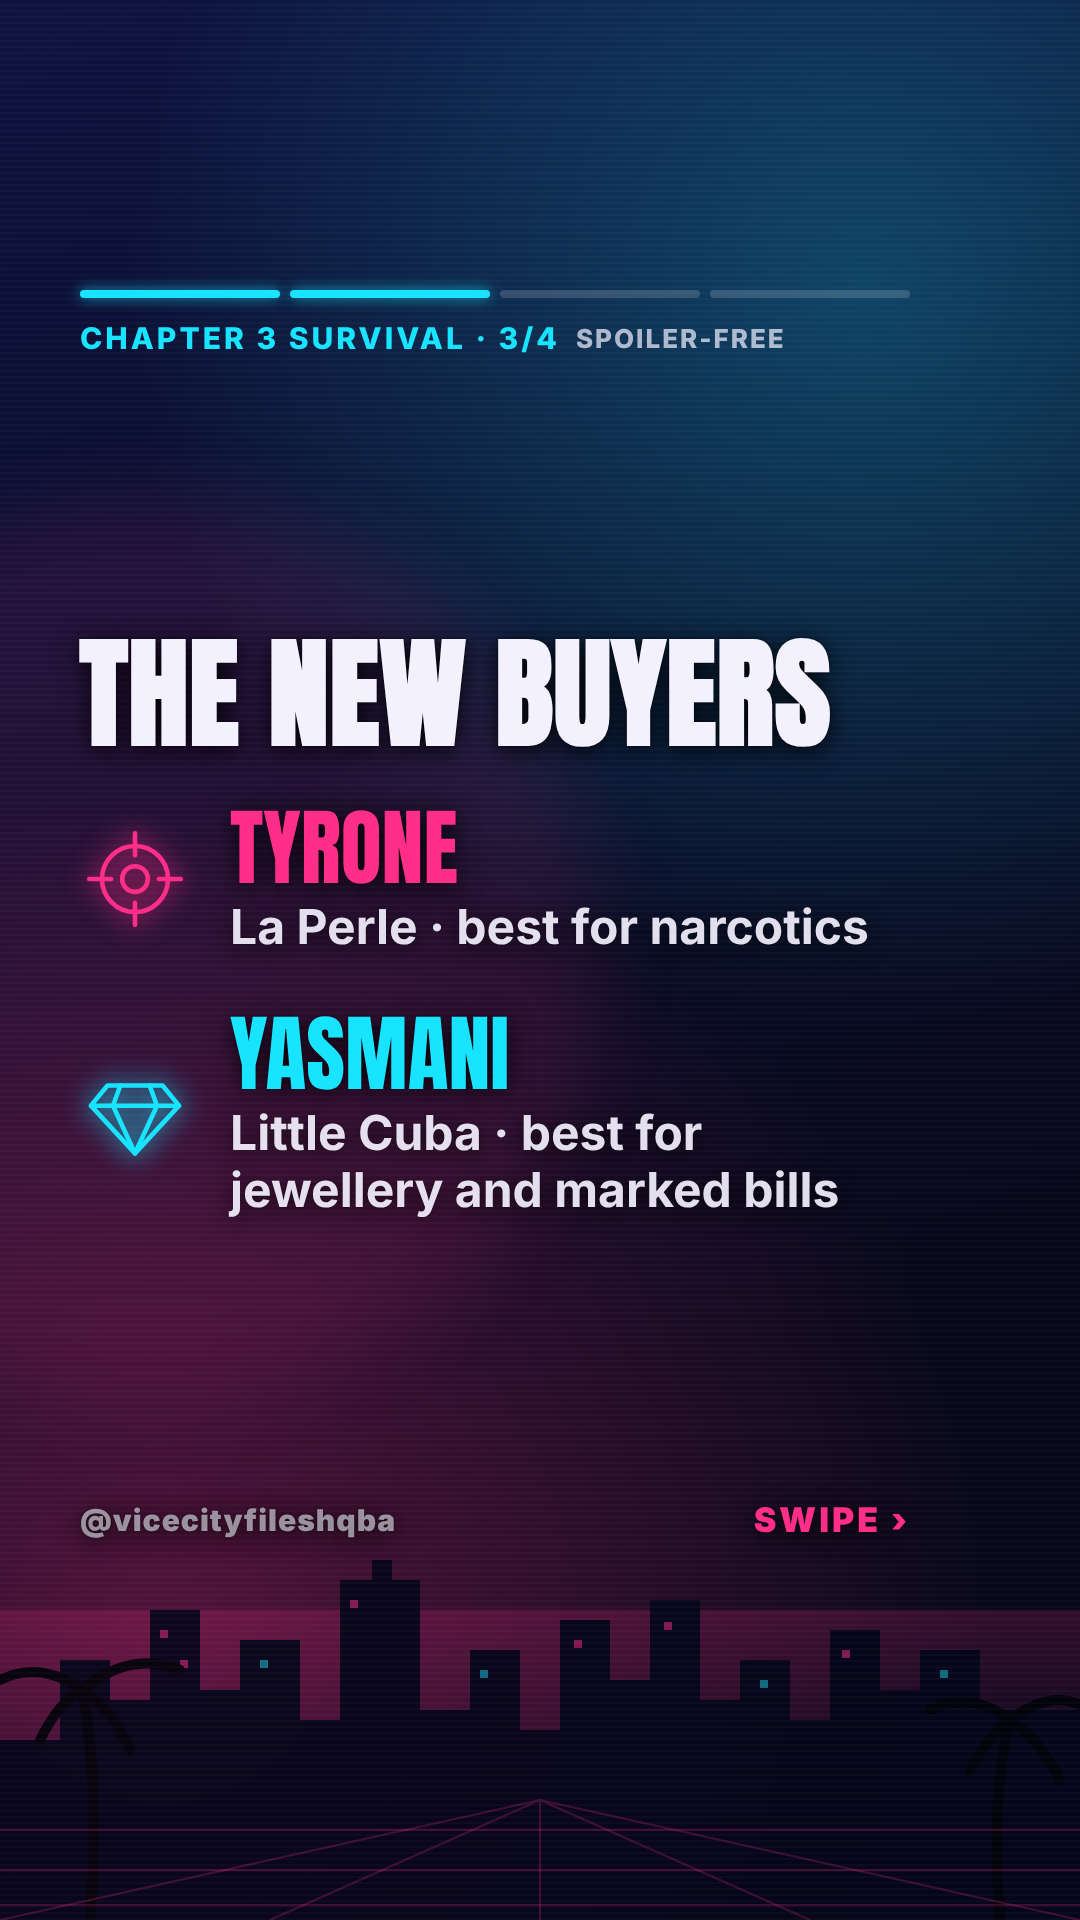 CHAPTER 3 SURVIVAL · 3/4 SPOILER-FREE
THE NEW BUYERS
TYRONE
La Perle · best for narcotics
YASMANI
Little Cuba · best for
jewellery and marked bills
@vicecityfileshqba
SWIPE ›